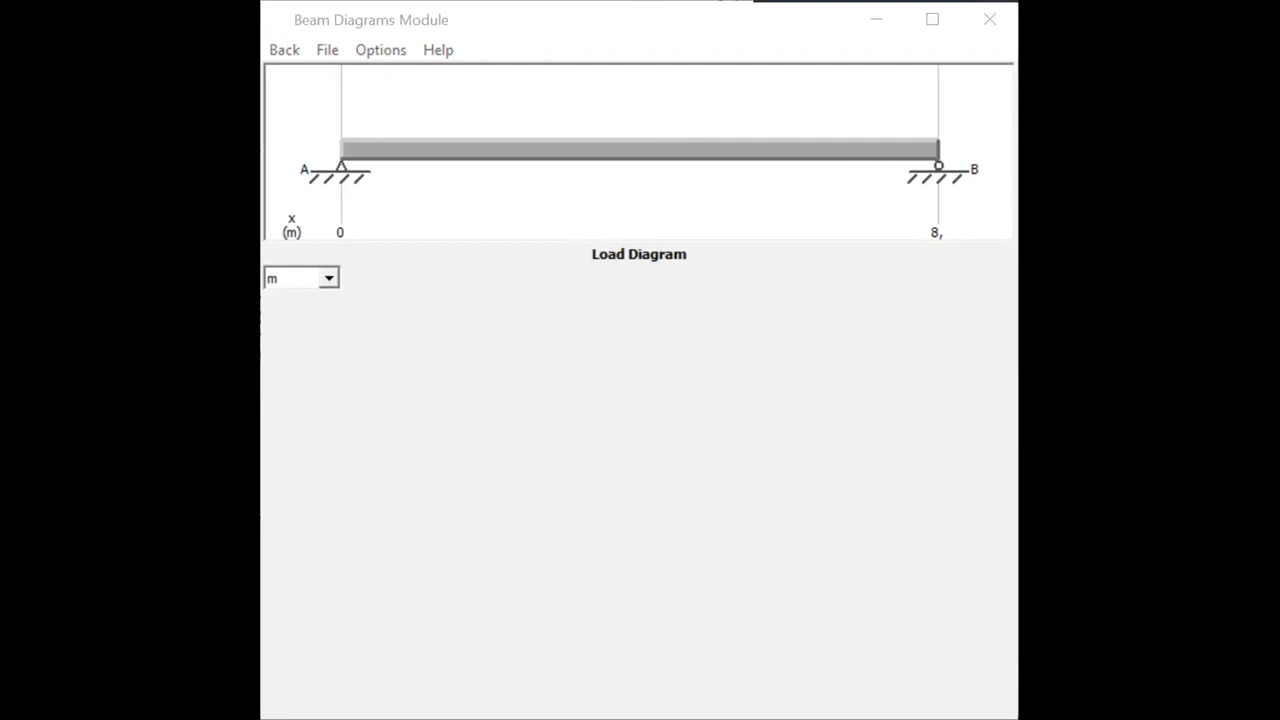 Beam Diagrams Module
Back File Options Help
A B
x
(m) 0 8,
Load Diagram
m